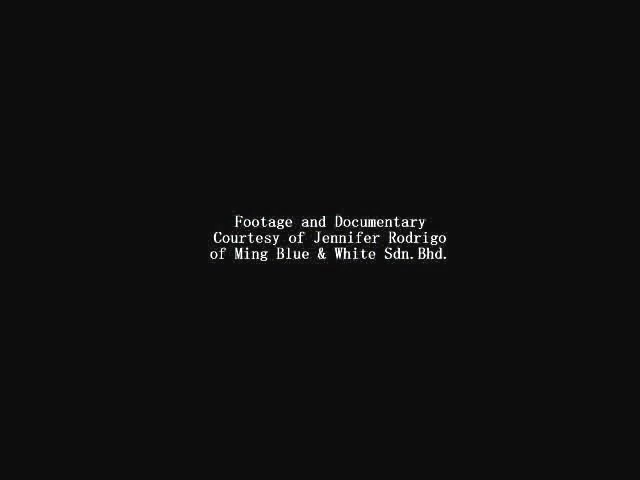 Footage and Documentary
Courtesy of Jennifer Rodrigo
of Ming Blue & White Sdn.Bhd.